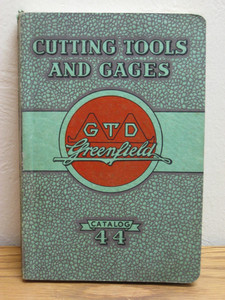 CUTTING TOOLS
AND GAGES
GTD
Greenfield
CATALOG
44